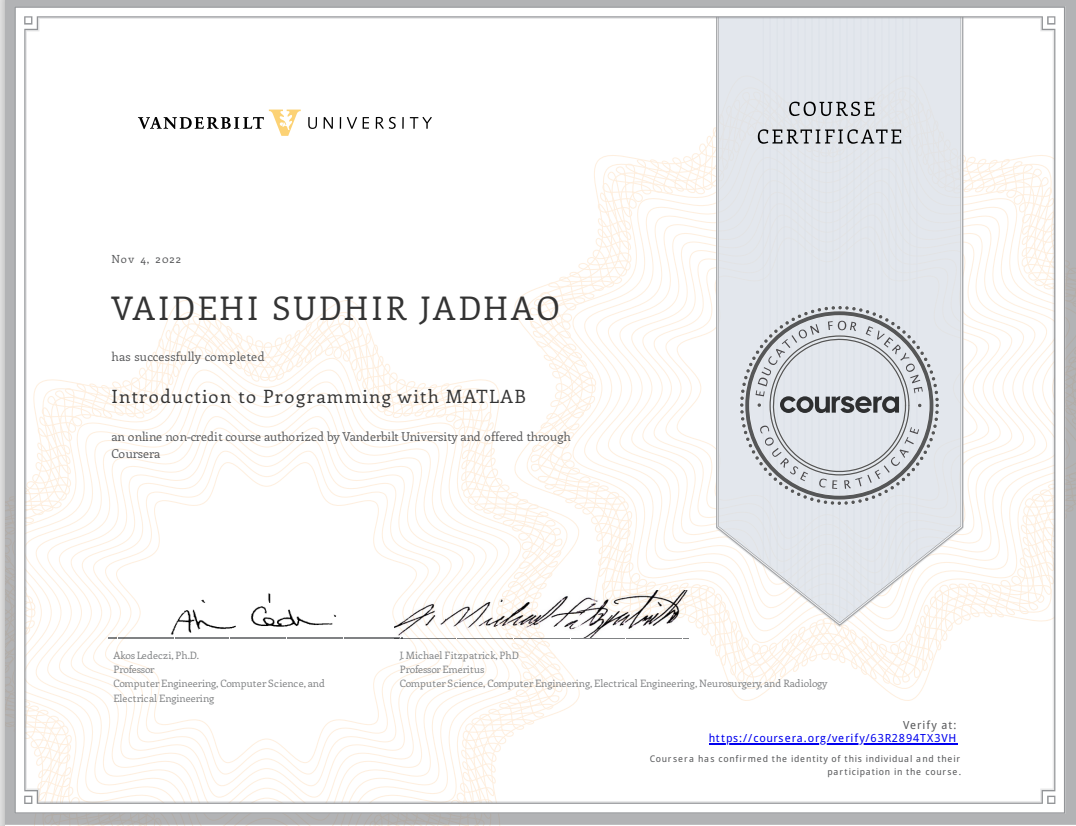 VANDERBILT UNIVERSITY
COURSE
CERTIFICATE
Nov 4, 2022
VAIDEHI SUDHIR JADHAO
has successfully completed
Introduction to Programming with MATLAB
an online non-credit course authorized by Vanderbilt University and offered through
Coursera
EDUCATION FOR EVERYONE
coursera
COURSE CERTIFICATE
Akos Ledeczi, Ph.D.
Professor
Computer Engineering, Computer Science, and
Electrical Engineering
J. Michael Fitzpatrick, PhD
Professor Emeritus
Computer Science, Computer Engineering, Electrical Engineering, Neurosurgery, and Radiology
Verify at:
https://coursera.org/verify/63R2894TX3VH
Coursera has confirmed the identity of this individual and their
participation in the course.